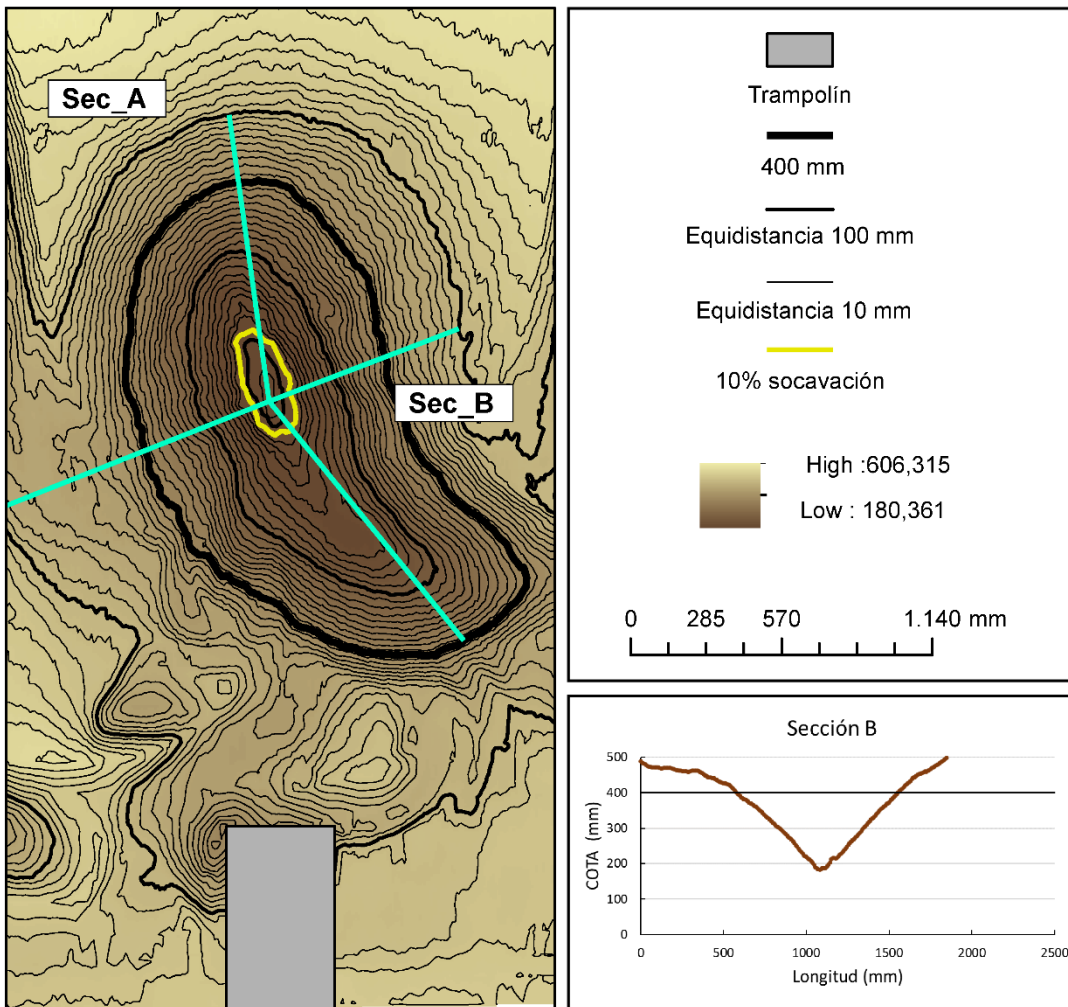 Sec_A
Sec_B
Trampolín
400 mm
Equidistancia 100 mm
Equidistancia 10 mm
10% socavación
High :606,315
Low : 180,361
0 285 570 1.140 mm
Sección B
500
400
300
200
100
0
COTA (mm)
0 500 1000 1500 2000 2500
Longitud (mm)